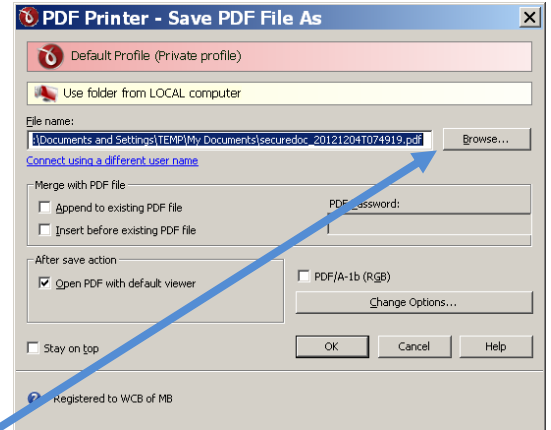 PDF Printer - Save PDF File As
Default Profile (Private profile)
Use folder from LOCAL computer
File name:
:\Documents and Settings\TEMP\My Documents\securedoc_20121204T074919.pdf
Browse...
Connect using a different user name
Merge with PDF file
Append to existing PDF file
PDF Password:
Insert before existing PDF file
After save action
Open PDF with default viewer
PDF/A-1b (RGB)
Change Options...
Stay on top
OK Cancel Help
Registered to WCB of MB